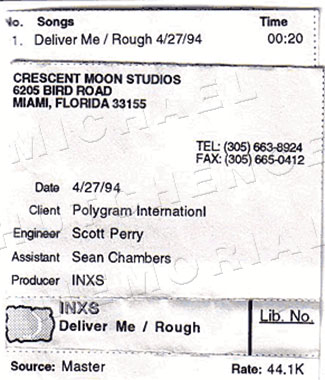 No. Songs Time
1. Deliver Me / Rough 4/27/94 00:20
CRESCENT MOON STUDIOS
6205 BIRD ROAD
MIAMI, FLORIDA 33155
TEL: (305) 663-8924
FAX: (305) 665-0412
Date 4/27/94
Client Polygram Internationl
Engineer Scott Perry
Assistant Sean Chambers
Producer INXS
INXS
Deliver Me / Rough
Lib. No.
Source: Master Rate: 44.1K
MICHAEL
HUTCHENCE
MEMORIAL